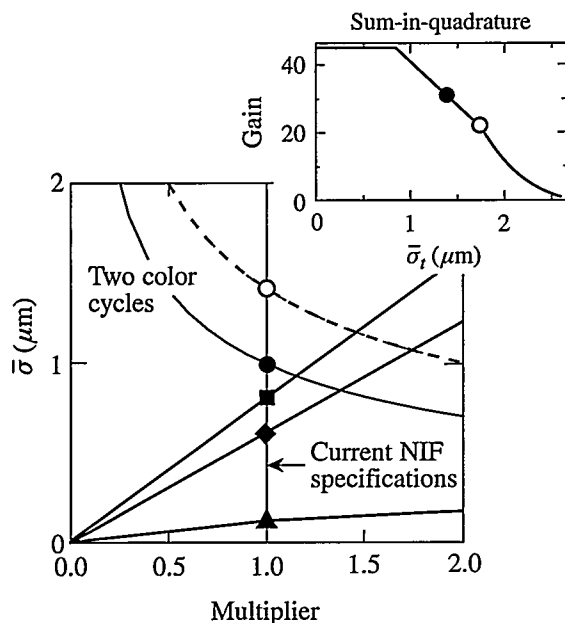 Sum-in-quadrature
40
Gain
20
0
0
1
2
σ̄t (μm)
2
Two color
cycles
σ̄ (μm)
1
Current NIF
specifications
0
0.0
0.5
1.0
1.5
2.0
Multiplier